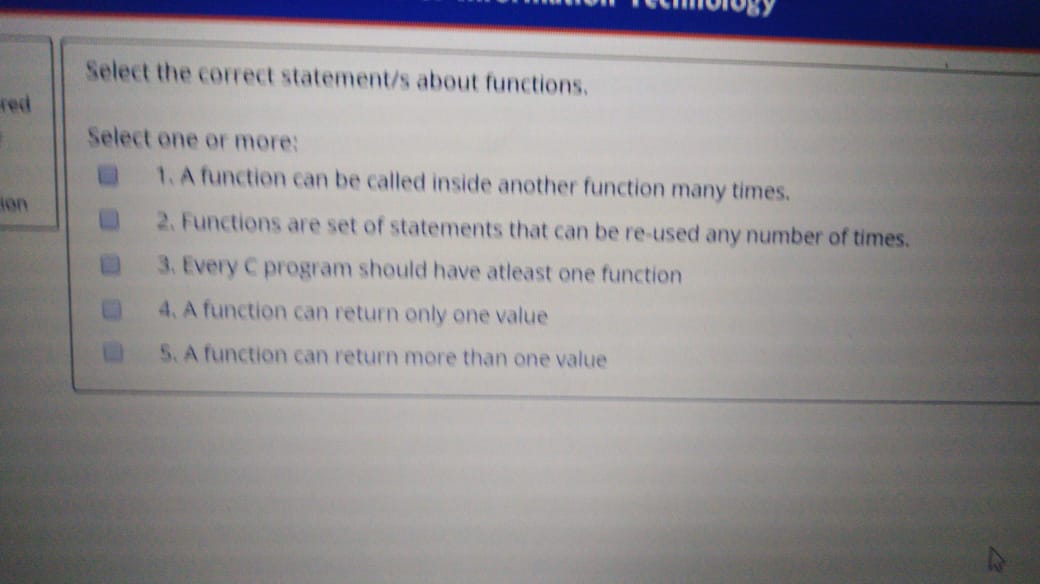 Information Technology
Select the correct statement/s about functions.
Select one or more:
1. A function can be called inside another function many times.
2. Functions are set of statements that can be re-used any number of times.
3. Every C program should have atleast one function
4. A function can return only one value
5. A function can return more than one value
red
ion